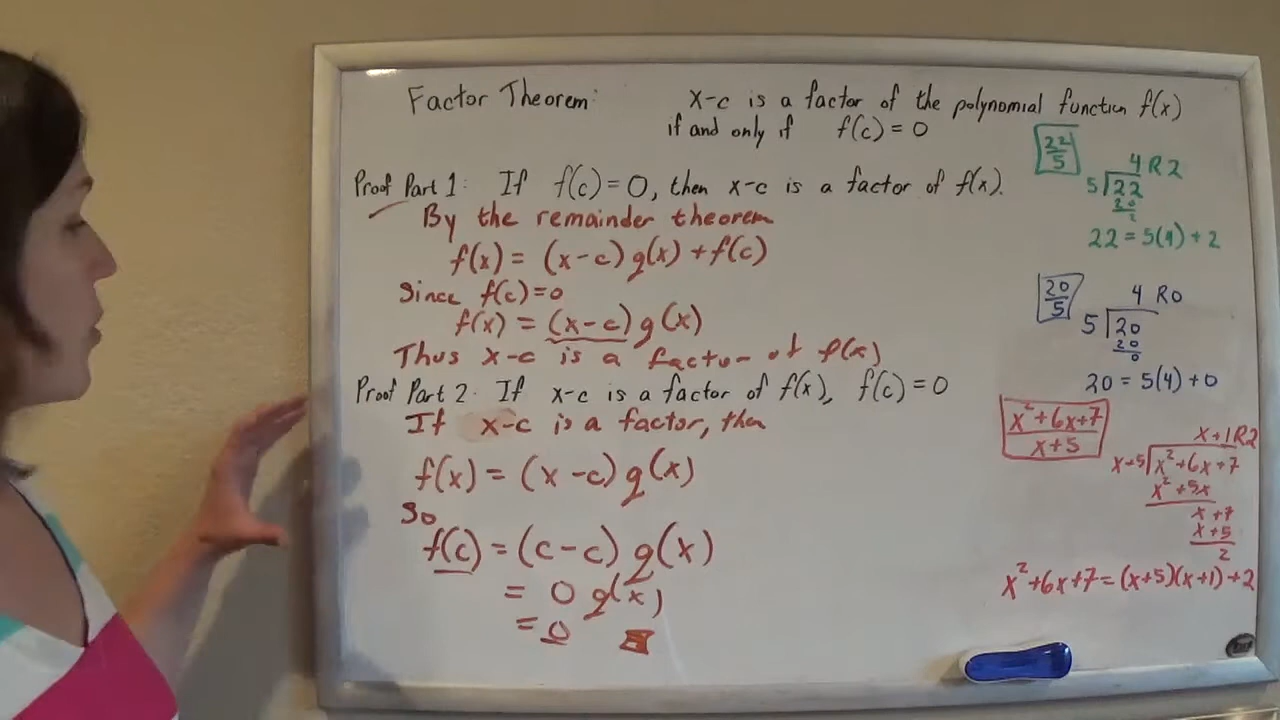 Factor Theorem: x-c is a factor of the polynomial function f(x)
if and only if f(c) = 0
Proof Part 1: If f(c) = 0, then x-c is a factor of f(x).
By the remainder theorem
f(x) = (x-c) g(x) + f(c)
Since f(c)=0
f(x) = (x-c) g(x)
Thus x-c is a factor of f(x)
Proof Part 2: If x-c is a factor of f(x), f(c) = 0
If x-c is a factor, then
f(x) = (x-c) g(x)
So
f(c) = (c-c) g(x)
= 0 g(x)
= 0
22/5
4 R2
5 22
20
2
22 = 5(4) + 2
20/5
4 R0
5 20
20
0
20 = 5(4) + 0
x²+6x+7
x+5
x+1 R2
x+5 x²+6x+7
x²+5x
x+7
x+5
2
x²+6x+7 = (x+5)(x+1)+2